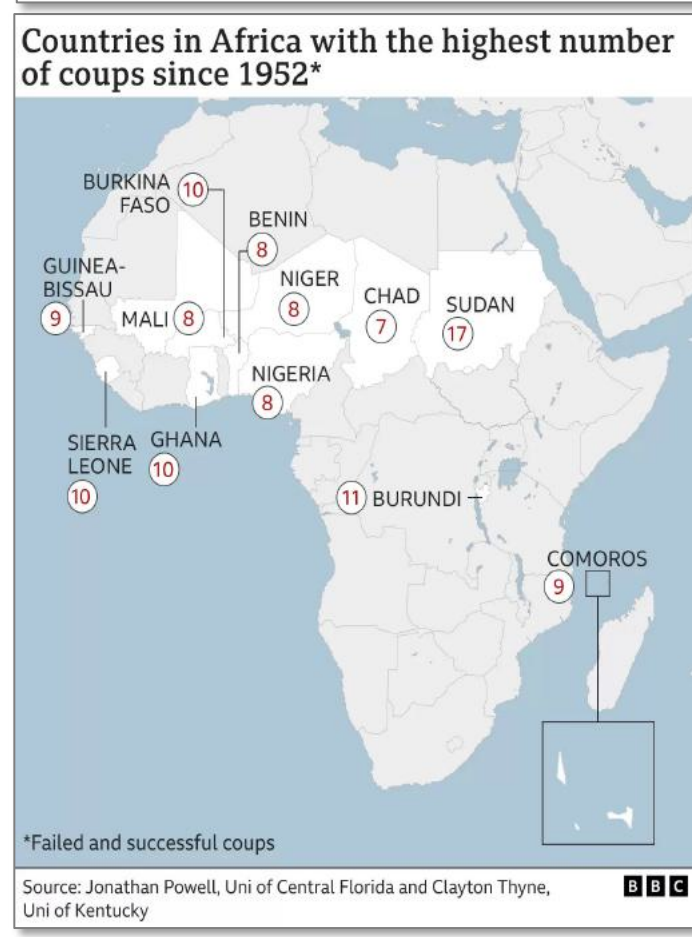 Countries in Africa with the highest number
of coups since 1952*
BURKINA
FASO
10
BENIN
8
GUINEA-
BISSAU
9
MALI 8
NIGER
8
CHAD
7
SUDAN
17
NIGERIA
8
SIERRA
LEONE
10
GHANA
10
11 BURUNDI
COMOROS
9
*Failed and successful coups
Source: Jonathan Powell, Uni of Central Florida and Clayton Thyne,
Uni of Kentucky
BBC